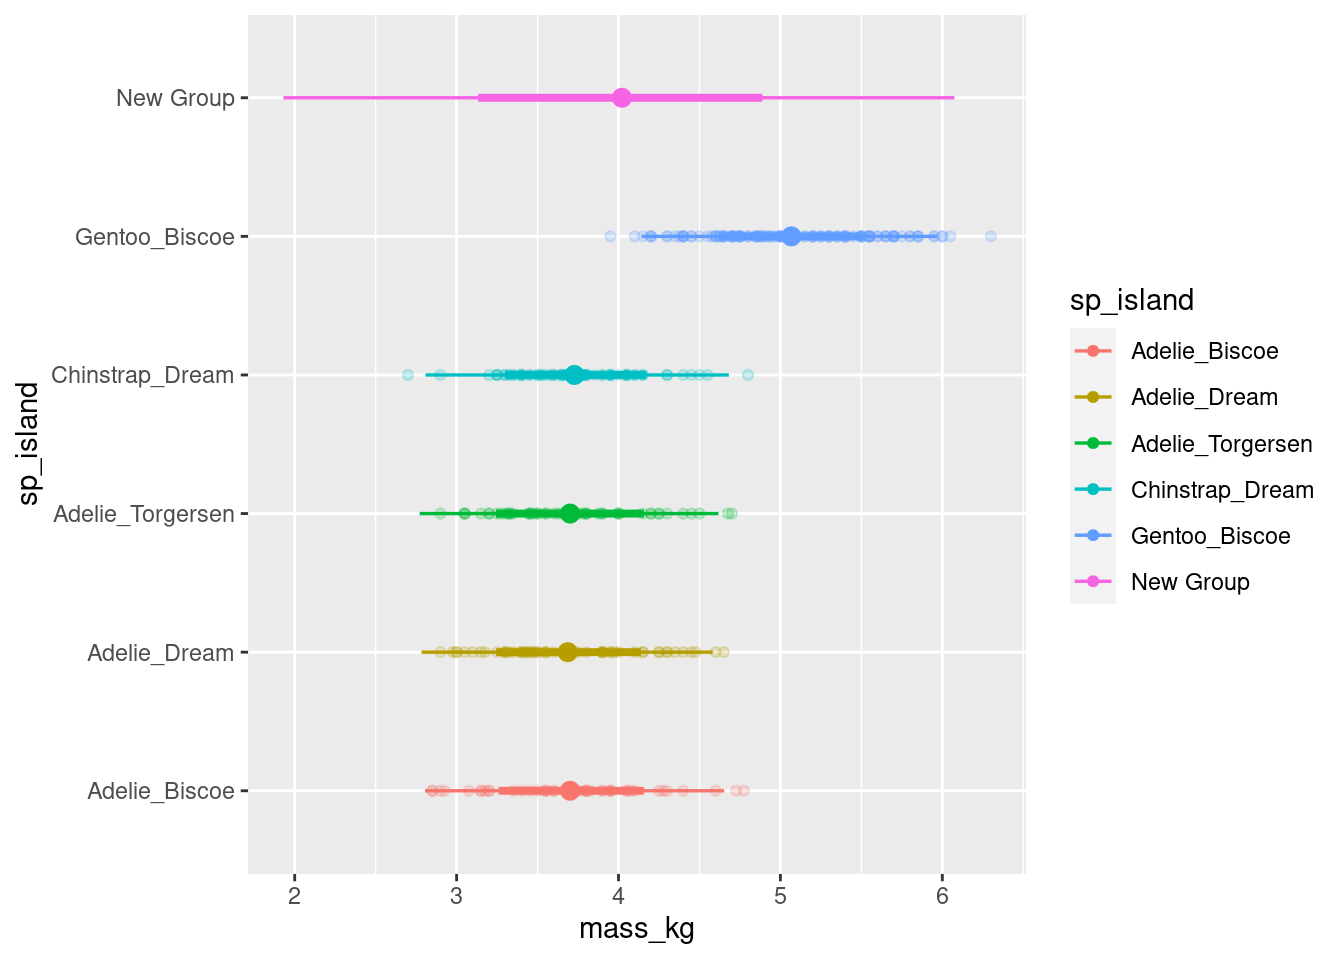 New Group
Gentoo_Biscoe
Chinstrap_Dream
Adelie_Torgersen
Adelie_Dream
Adelie_Biscoe
sp_island
2 3 4 5 6
mass_kg
sp_island
Adelie_Biscoe
Adelie_Dream
Adelie_Torgersen
Chinstrap_Dream
Gentoo_Biscoe
New Group